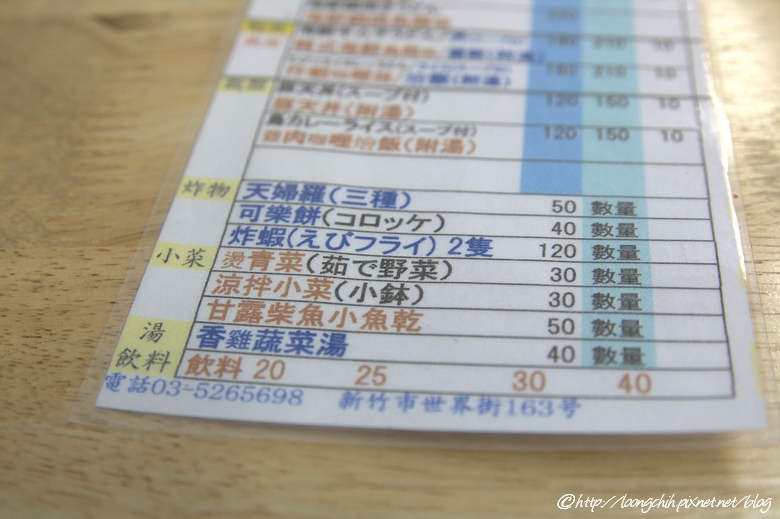 飯類
豚天丼(スープ付) 120 150 10
豚天丼(附湯)
鳥カレーライス(スープ付) 120 150 10
雞肉咖哩烩飯(附湯)
炸物 天婦羅(三種) 50 數量
可樂餅(コロッケ) 40 數量
炸蝦(えびフライ) 2隻 120 數量
小菜 燙青菜(茹で野菜) 30 數量
涼拌小菜(小鉢) 30 數量
甘露柴魚小魚乾 50 數量
湯 香雞蔬菜湯 40 數量
飲料 飲料 20 25 30 40
電話03-5265698 新竹市世界街163号
©http://loongchih.pixnet.net/blog